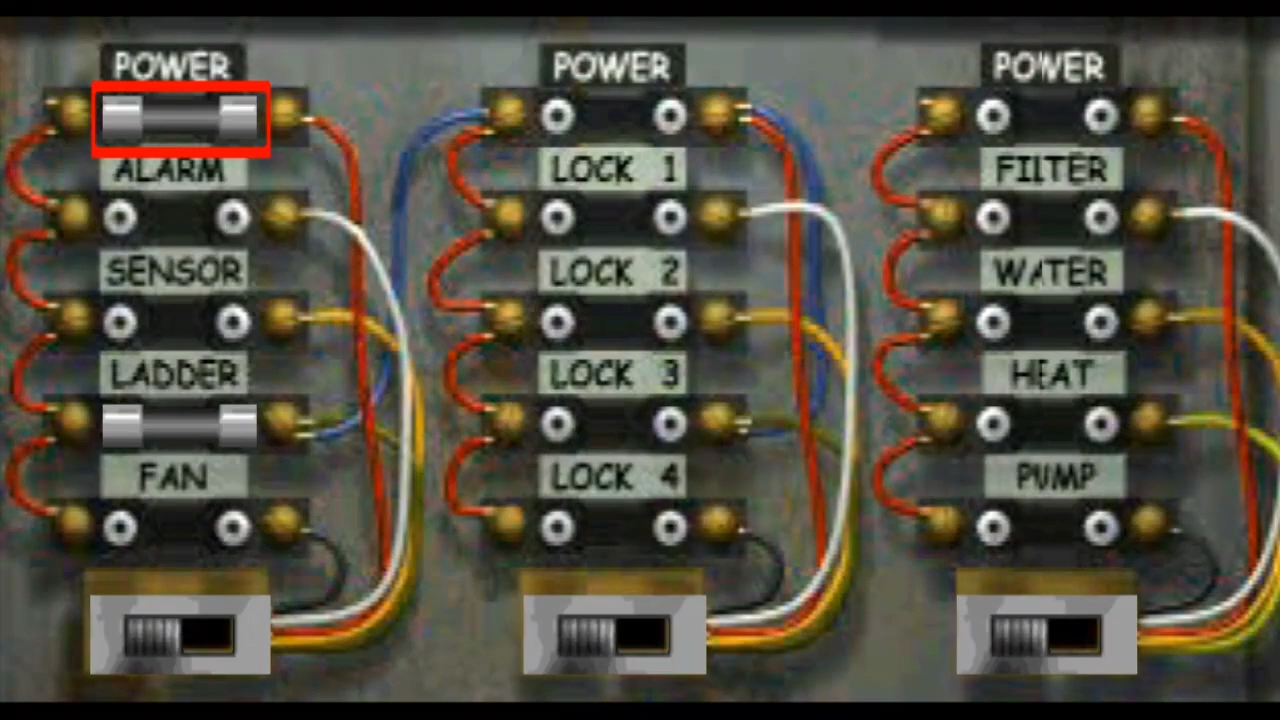 POWER POWER POWER
ALARM LOCK 1 FILTER
SENSOR LOCK 2 WATER
LADDER LOCK 3 HEAT
FAN LOCK 4 PUMP